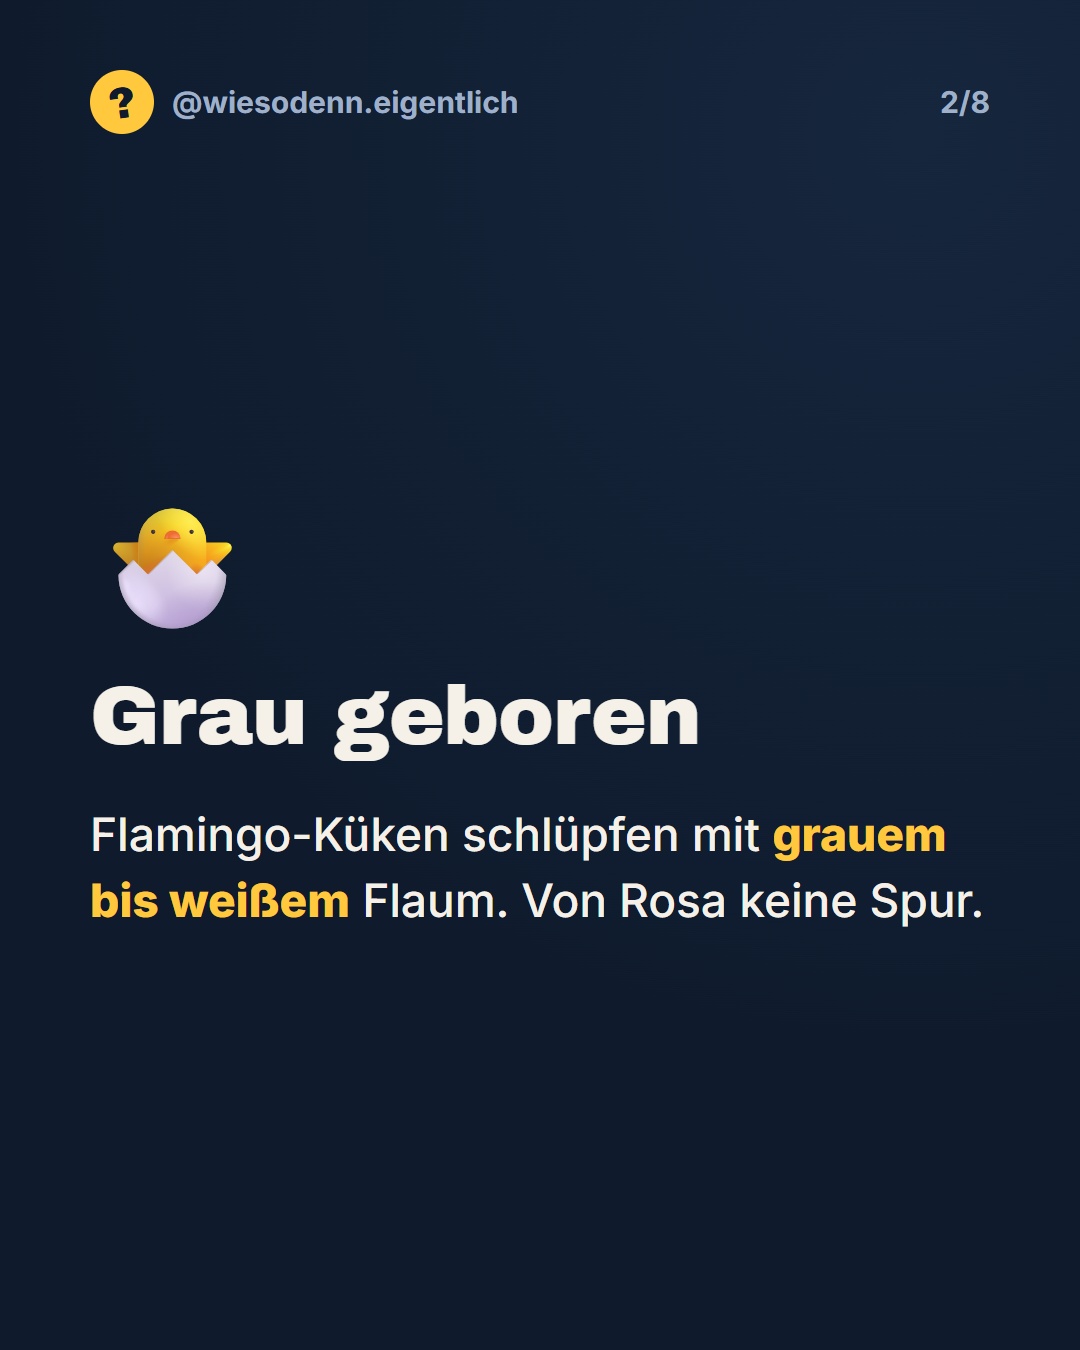 ?
@wiesodenn.eigentlich
2/8
Grau geboren
Flamingo-Küken schlüpfen mit grauem
bis weißem Flaum. Von Rosa keine Spur.